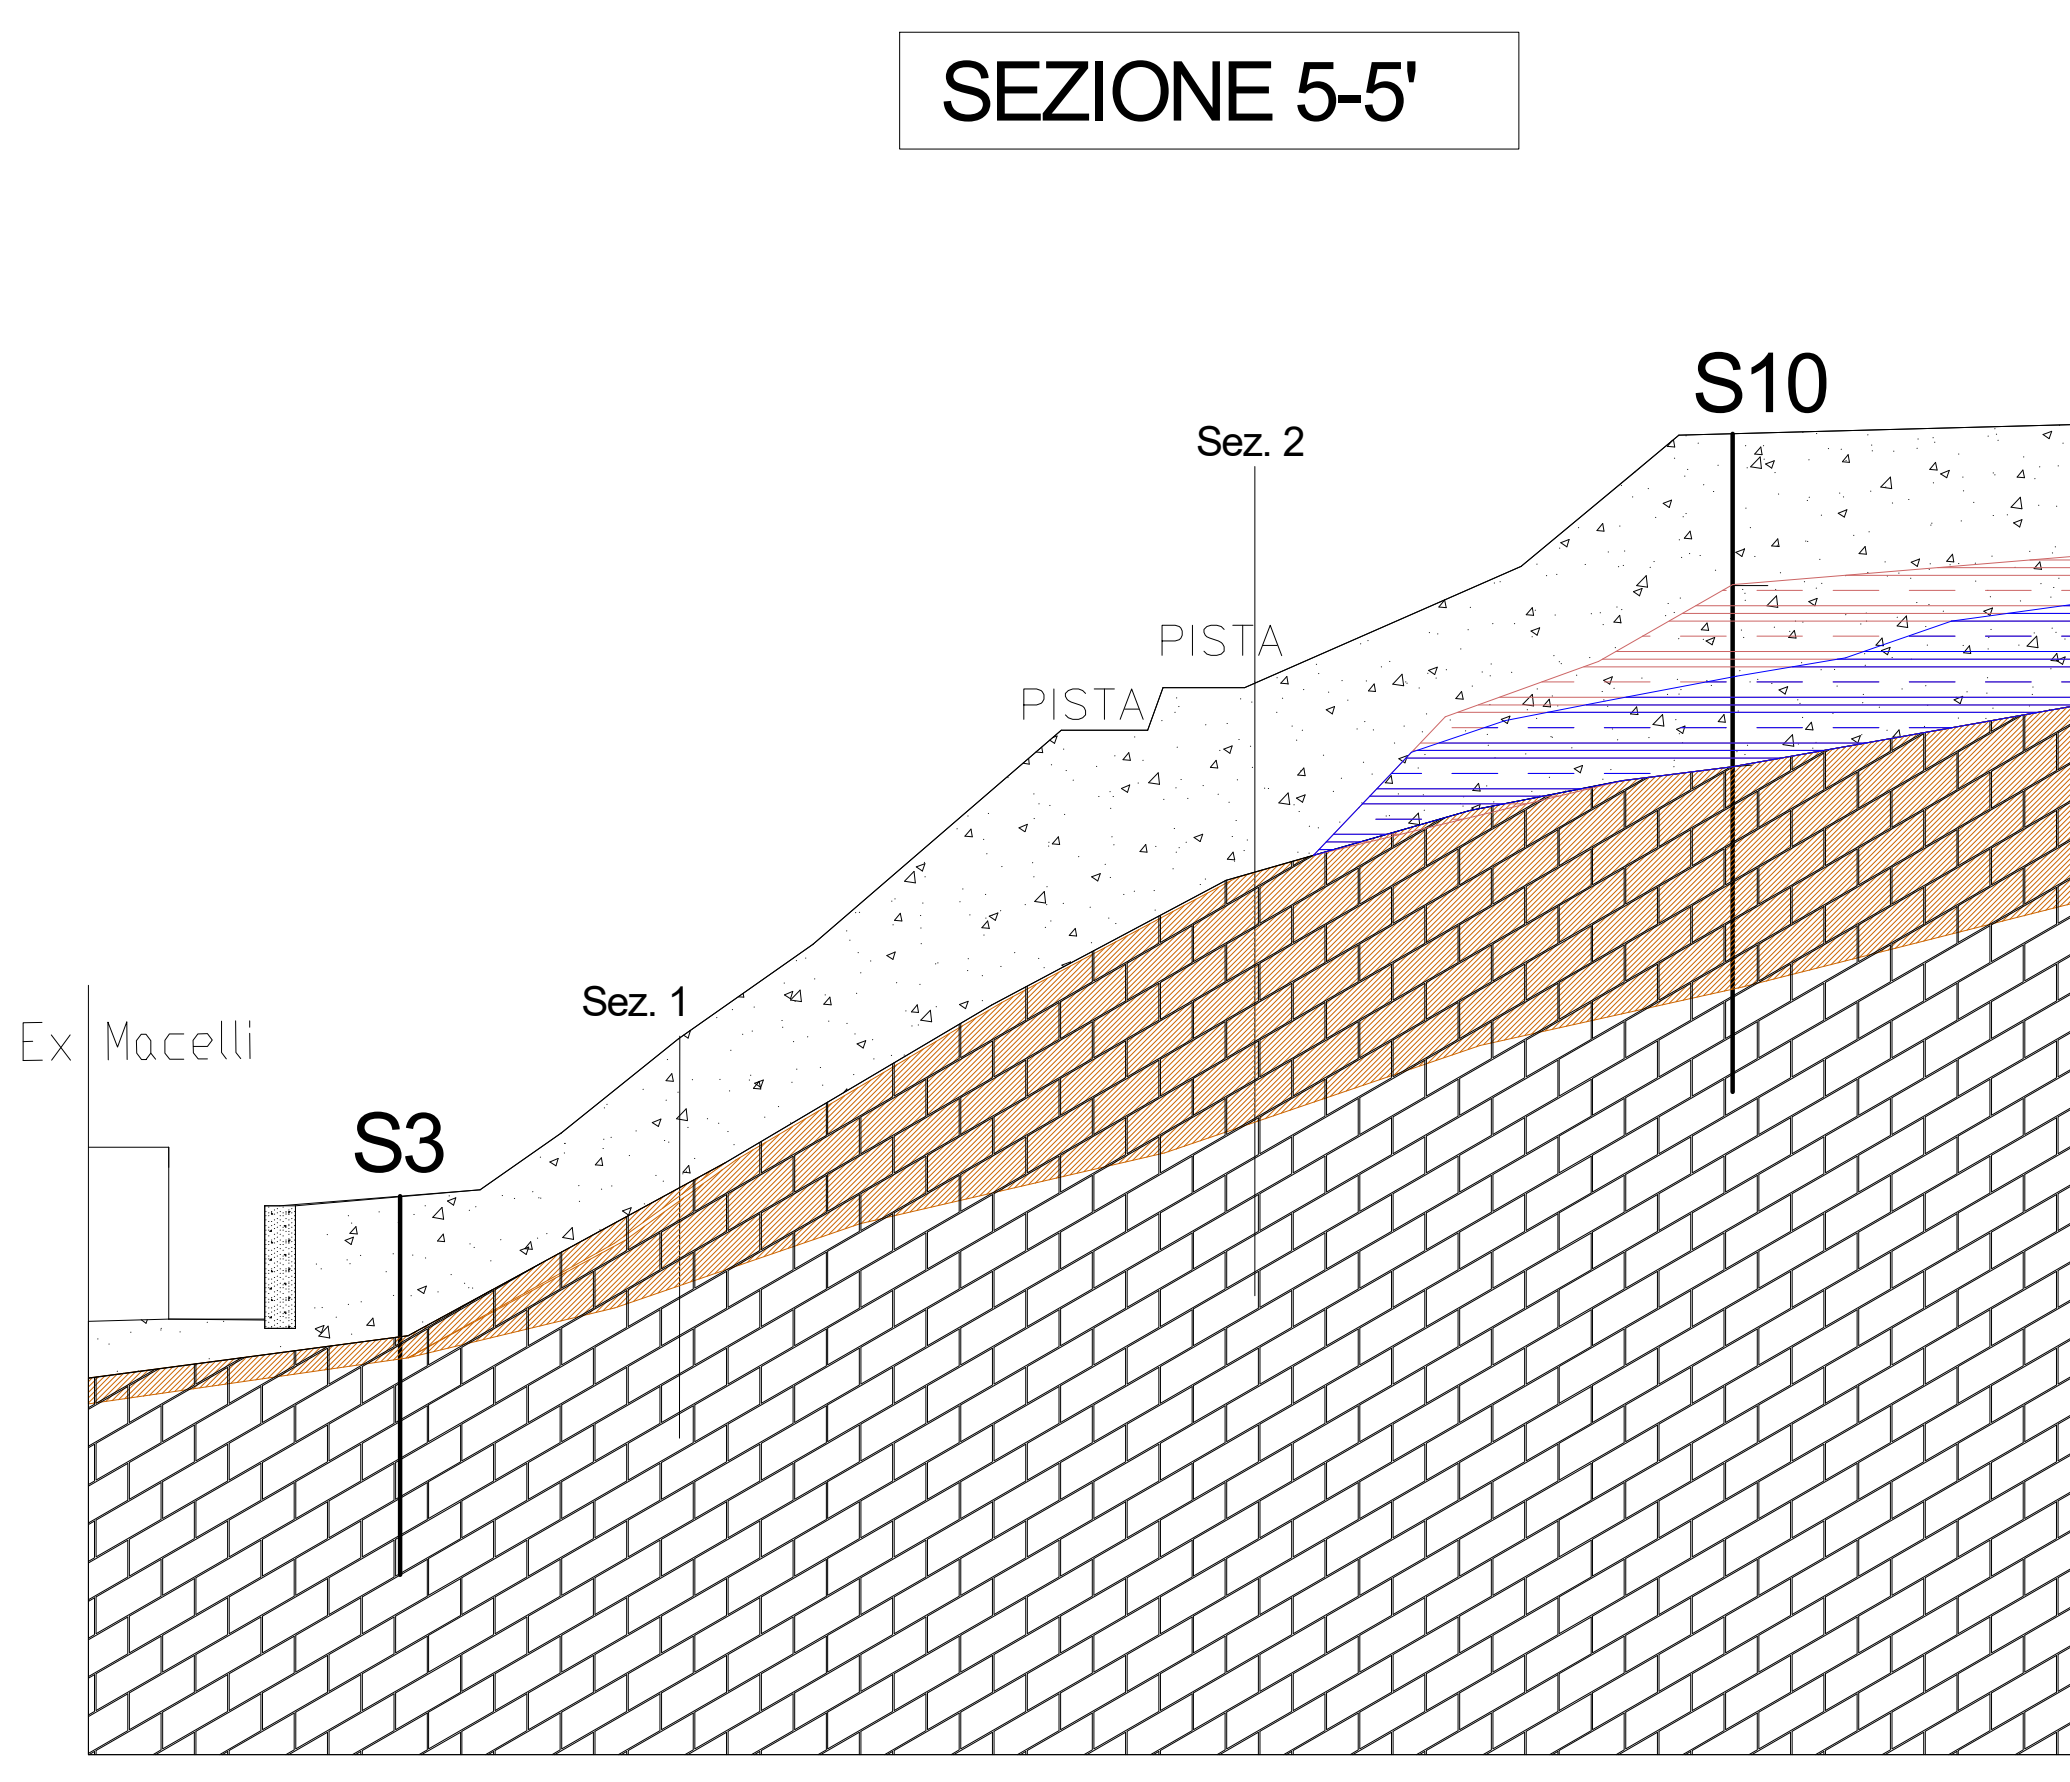 SEZIONE 5-5'
S10
Sez. 2
PISTA
PISTA
Sez. 1
Ex Macelli
S3